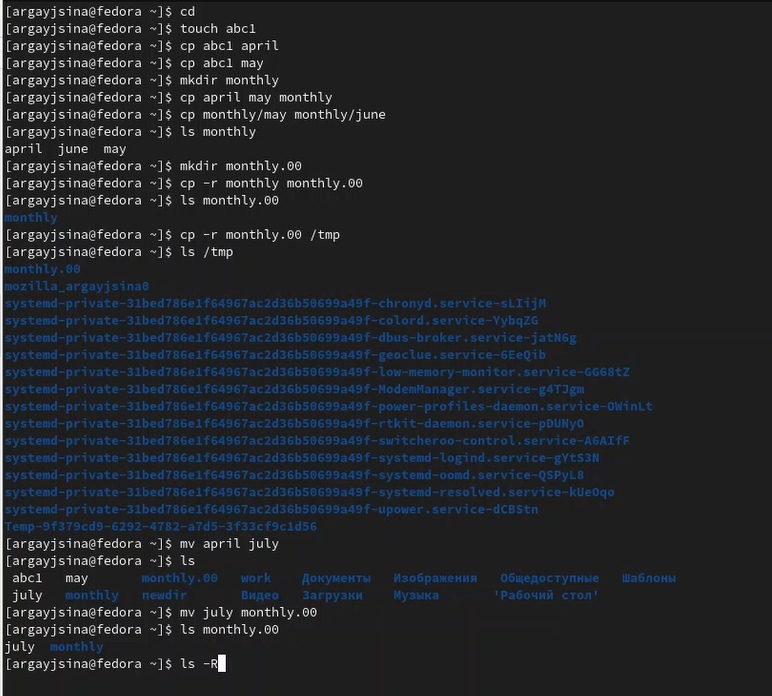 [argayjsina@fedora ~]$ cd
[argayjsina@fedora ~]$ touch abc1
[argayjsina@fedora ~]$ cp abc1 april
[argayjsina@fedora ~]$ cp abc1 may
[argayjsina@fedora ~]$ mkdir monthly
[argayjsina@fedora ~]$ cp april may monthly
[argayjsina@fedora ~]$ cp monthly/may monthly/june
[argayjsina@fedora ~]$ ls monthly
april  june  may
[argayjsina@fedora ~]$ mkdir monthly.00
[argayjsina@fedora ~]$ cp -r monthly monthly.00
[argayjsina@fedora ~]$ ls monthly.00
monthly
[argayjsina@fedora ~]$ cp -r monthly.00 /tmp
[argayjsina@fedora ~]$ ls /tmp
monthly.00
mozilla_argayjsina0
systemd-private-31bed786e1f64967ac2d36b50699a49f-chronyd.service-sLIijM
systemd-private-31bed786e1f64967ac2d36b50699a49f-colord.service-YybqZG
systemd-private-31bed786e1f64967ac2d36b50699a49f-dbus-broker.service-jatN6g
systemd-private-31bed786e1f64967ac2d36b50699a49f-geoclue.service-6EeQib
systemd-private-31bed786e1f64967ac2d36b50699a49f-low-memory-monitor.service-GG68tZ
systemd-private-31bed786e1f64967ac2d36b50699a49f-ModemManager.service-g4TJgm
systemd-private-31bed786e1f64967ac2d36b50699a49f-power-profiles-daemon.service-OWinLt
systemd-private-31bed786e1f64967ac2d36b50699a49f-rtkit-daemon.service-pDUNyO
systemd-private-31bed786e1f64967ac2d36b50699a49f-switcheroo-control.service-A6AIfF
systemd-private-31bed786e1f64967ac2d36b50699a49f-systemd-logind.service-gYtS3N
systemd-private-31bed786e1f64967ac2d36b50699a49f-systemd-oomd.service-QSPyL8
systemd-private-31bed786e1f64967ac2d36b50699a49f-systemd-resolved.service-kUeOqo
systemd-private-31bed786e1f64967ac2d36b50699a49f-upower.service-dCBStn
Temp-9f379cd9-6292-4782-a7d5-3f33cf9c1d56
[argayjsina@fedora ~]$ mv april july
[argayjsina@fedora ~]$ ls
abc1  may  monthly.00  work  Документы  Изображения  Общедоступные  Шаблоны
july  monthly  newdir  Видео  Загрузки  Музыка  'Рабочий стол'
[argayjsina@fedora ~]$ mv july monthly.00
[argayjsina@fedora ~]$ ls monthly.00
july  monthly
[argayjsina@fedora ~]$ ls -R